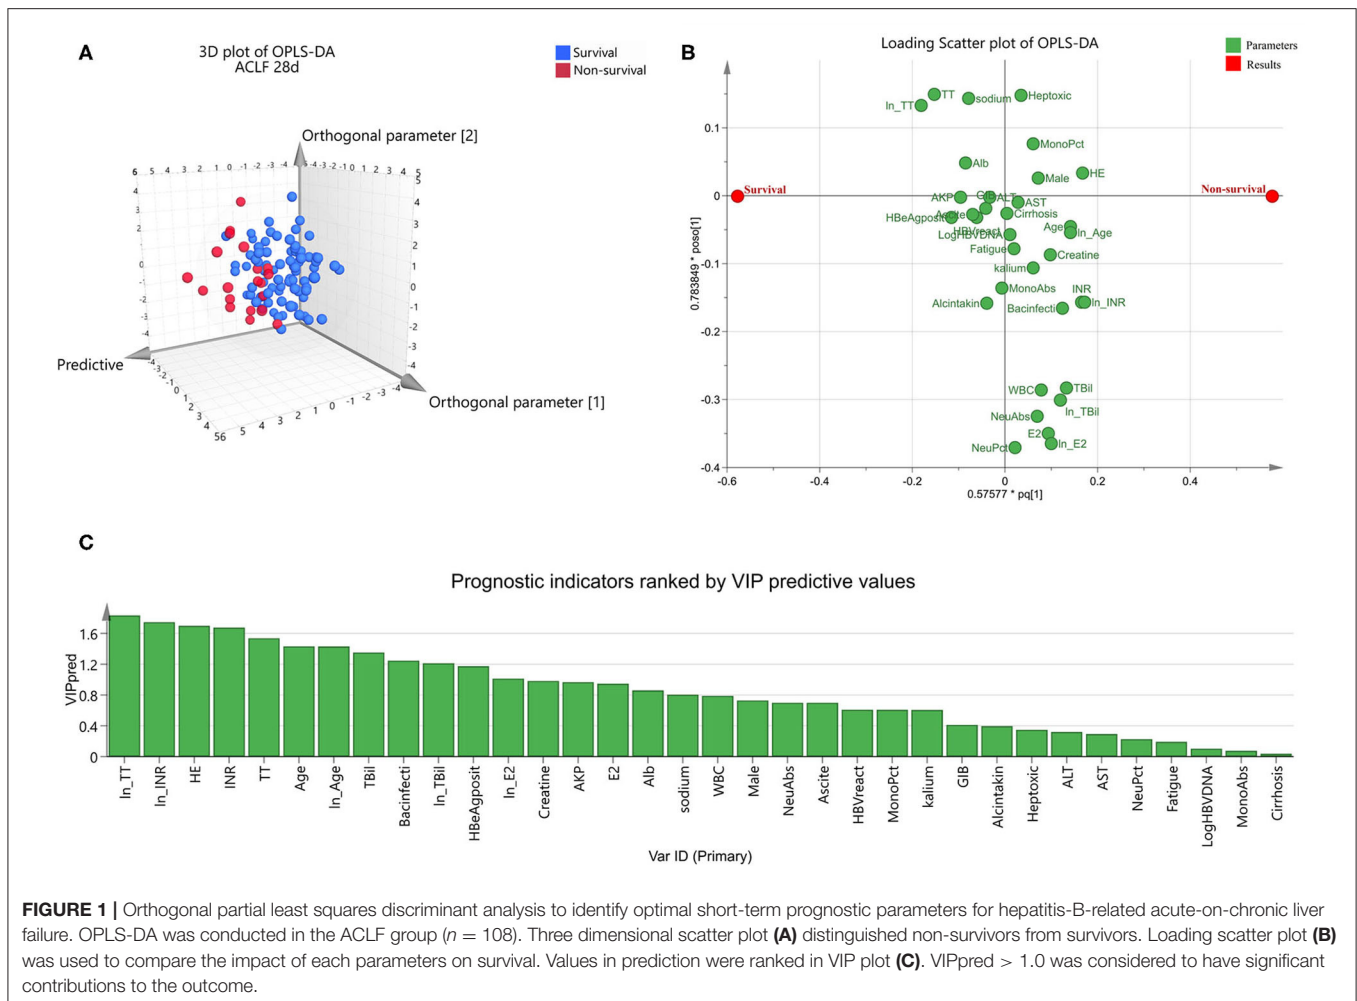 A
3D plot of OPLS-DA
ACLF 28d
Survival
Non-survival
Orthogonal parameter [2]
Predictive
Orthogonal parameter [1]
B
Loading Scatter plot of OPLS-DA
Parameters
Results
TT
ln_TT
sodium
Heptoxic
0.1
MonoPct
Alb
HE
Male
Survival
Non-survival
0
AKP
GIB
ALT
AST
HBeAgposit
Ascite
Cirrhosis
HBVreact
LogHBVDNA
Age
ln_Age
Fatigue
Creatine
-0.1
kalium
MonoAbs
INR
Alcintakin
Bacinfecti
ln_INR
-0.2
WBC
TBil
-0.3
ln_TBil
NeuAbs
E2
ln_E2
NeuPct
-0.4
-0.6
-0.4
-0.2
0
0.2
0.4
0.57577 * pq[1]
0.783849 * poso[1]
C
Prognostic indicators ranked by VIP predictive values
VIPpred
1.6
1.2
0.8
0.4
0
ln_TT
ln_INR
HE
INR
TT
Age
ln_Age
TBil
Bacinfecti
ln_TBil
HBeAgposit
ln_E2
Creatine
AKP
E2
Alb
sodium
WBC
Male
NeuAbs
Ascite
HBVreact
MonoPct
kalium
GIB
Alcintakin
Heptoxic
ALT
AST
NeuPct
Fatigue
LogHBVDNA
MonoAbs
Cirrhosis
Var ID (Primary)
FIGURE 1 | Orthogonal partial least squares discriminant analysis to identify optimal short-term prognostic parameters for hepatitis-B-related acute-on-chronic liver
failure. OPLS-DA was conducted in the ACLF group (n = 108). Three dimensional scatter plot (A) distinguished non-survivors from survivors. Loading scatter plot (B)
was used to compare the impact of each parameters on survival. Values in prediction were ranked in VIP plot (C). VIPpred > 1.0 was considered to have significant
contributions to the outcome.